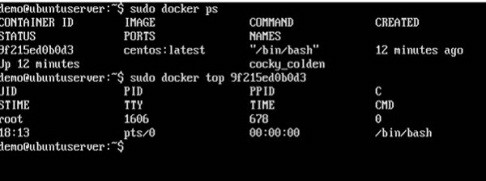 demo@ubuntuserver:~$ sudo docker ps
CONTAINER ID IMAGE COMMAND CREATED
STATUS PORTS NAMES
9f215ed0b0d3 centos:latest "/bin/bash" 12 minutes ago
Up 12 minutes cocky_colden
demo@ubuntuserver:~$ sudo docker top 9f215ed0b0d3
UID PID PPID C
STIME TTY TIME CMD
root 1606 678 0
18:13 pts/0 00:00:00 /bin/bash
demo@ubuntuserver:~$